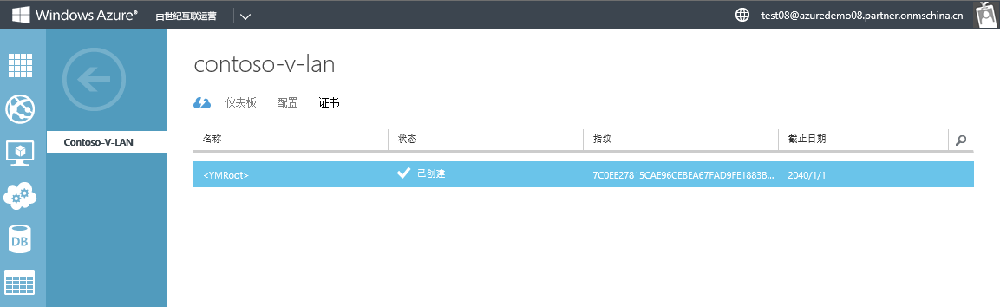 Windows Azure® 由世纪互联运营 test08@azuredemo08.partner.onmschina.cn
contoso-v-lan
仪表板 配置 证书
Contoso-V-LAN
名称 状态 指纹 截止日期
<YMRoot> 已创建 7C0EE27815CAE96CEBEA67FAD9FE1883B... 2040/1/1
DB